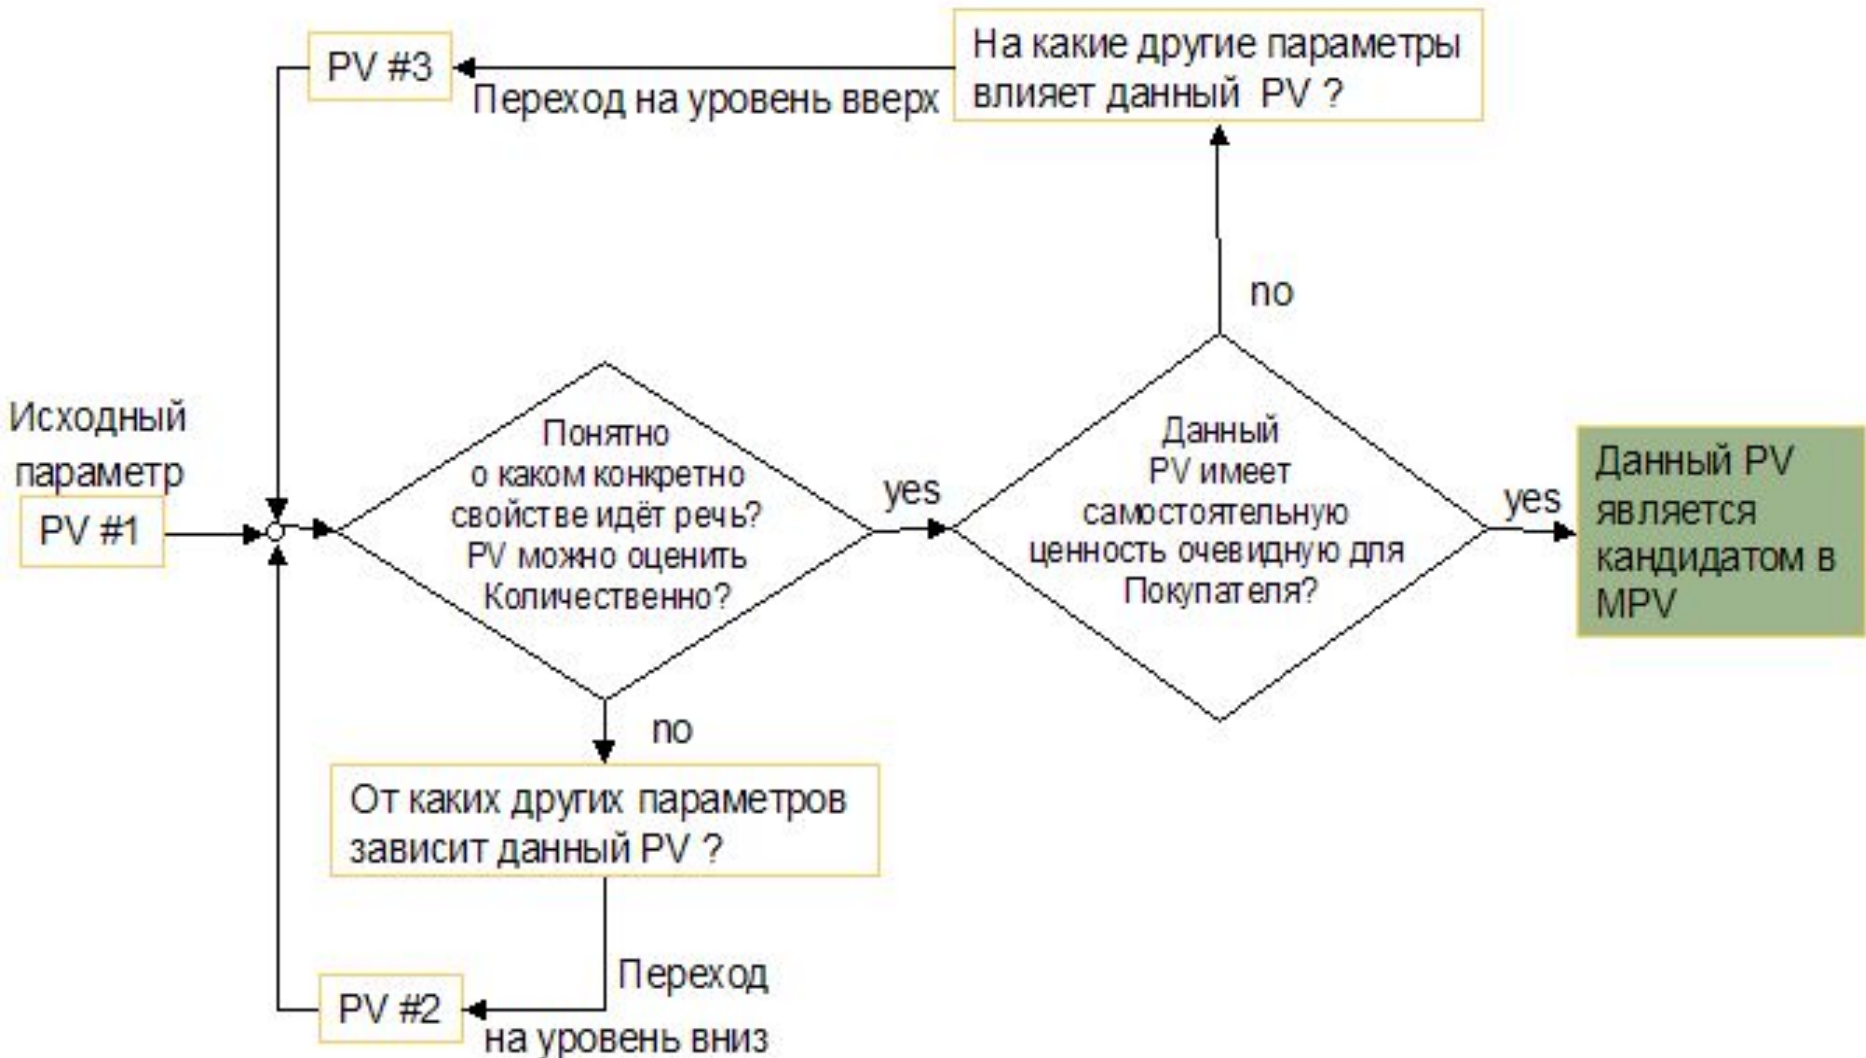 PV #3
На какие другие параметры
влияет данный PV ?
Переход на уровень вверх
no
Исходный
параметр
PV #1
Понятно
о каком конкретно
свойстве идёт речь?
PV можно оценить
Количественно?
yes
Данный
PV имеет
самостоятельную
ценность очевидную для
Покупателя?
yes
Данный PV
является
кандидатом в
MPV
no
От каких других параметров
зависит данный PV ?
Переход
на уровень вниз
PV #2